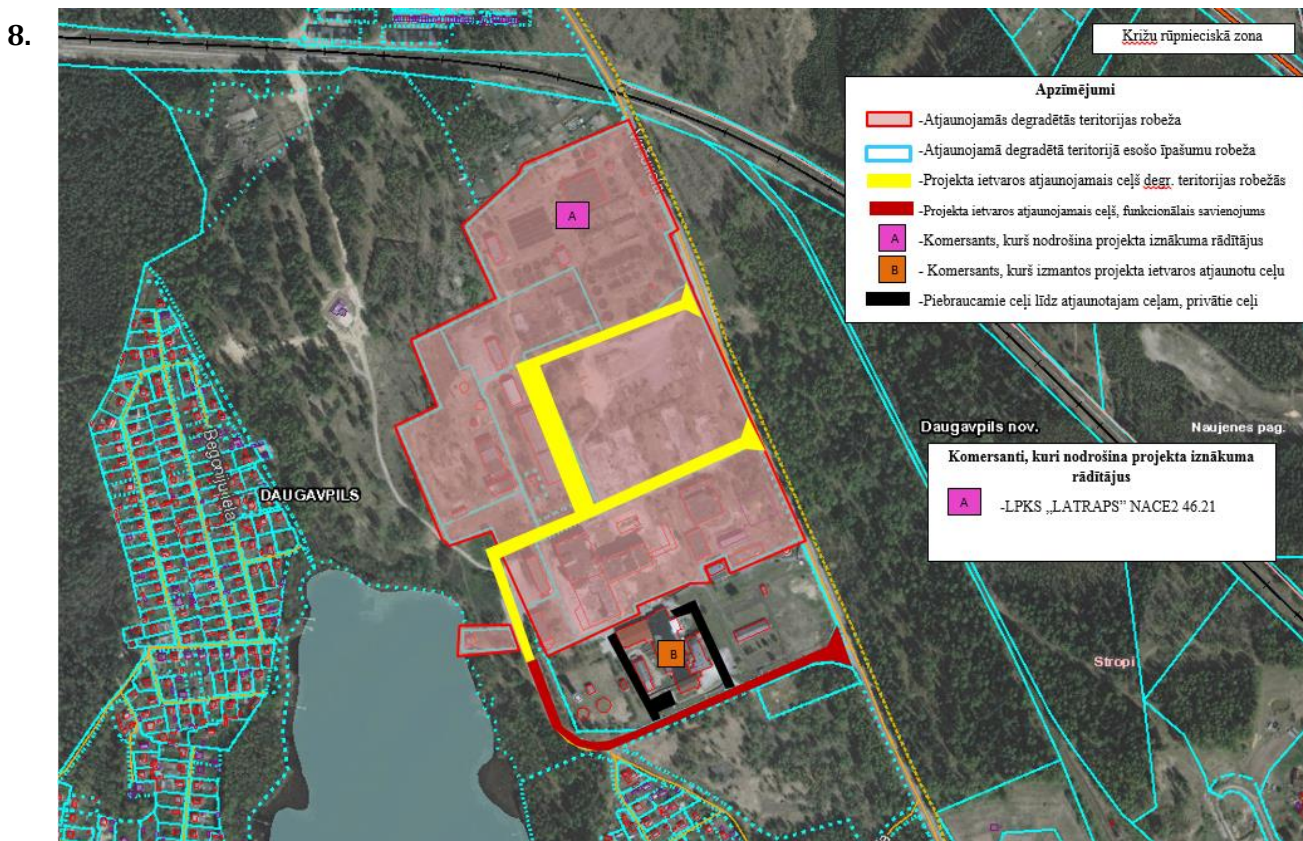 8.
Križu rūpnieciskā zona
Apzīmējumi
-Atjaunojamās degradētās teritorijas robeža
-Atjaunojamā degradētā teritorijā esošo īpašumu robeža
-Projekta ietvaros atjaunojamais ceļš degr. teritorijas robežās
-Projekta ietvaros atjaunojamais ceļš, funkcionālais savienojums
A -Komersants, kurš nodrošina projekta iznākuma rādītājus
B - Komersants, kurš izmantos projekta ietvaros atjaunotu ceļu
-Piebraucamie ceļi līdz atjaunotajam ceļam, privātie ceļi
A
Daugavpils nov.
Naujenes pag.
Komersanti, kuri nodrošina projekta iznākuma
rādītājus
A -LPKS „LATRAPS” NACE2 46.21
Begoniju iela
DAUGAVPILS
B
Stropi